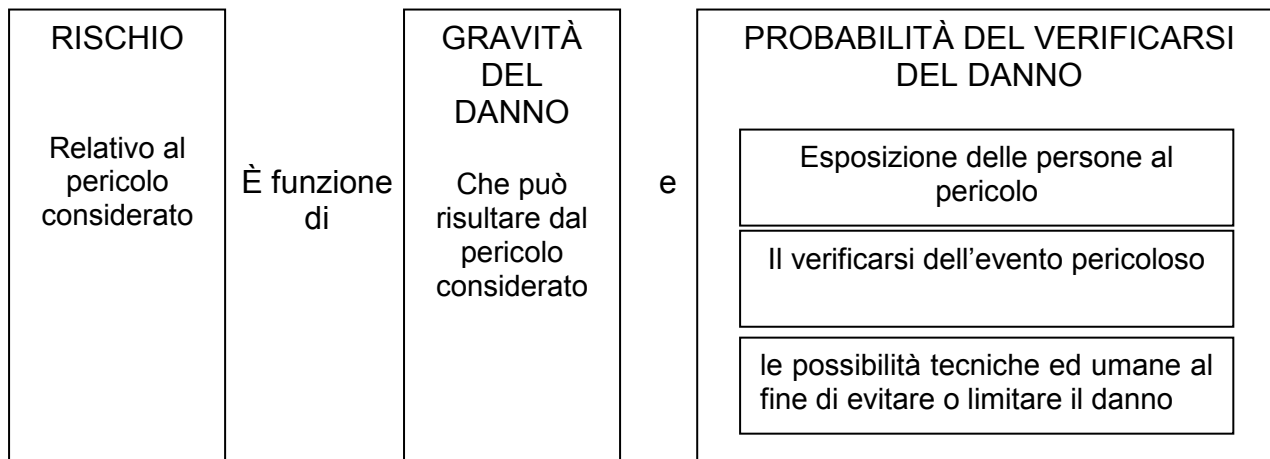 RISCHIO
Relativo al
pericolo
considerato
È funzione
di
GRAVITÀ
DEL
DANNO
Che può
risultare dal
pericolo
considerato
e
PROBABILITÀ DEL VERIFICARSI
DEL DANNO
Esposizione delle persone al
pericolo
Il verificarsi dell’evento pericoloso
le possibilità tecniche ed umane al
fine di evitare o limitare il danno